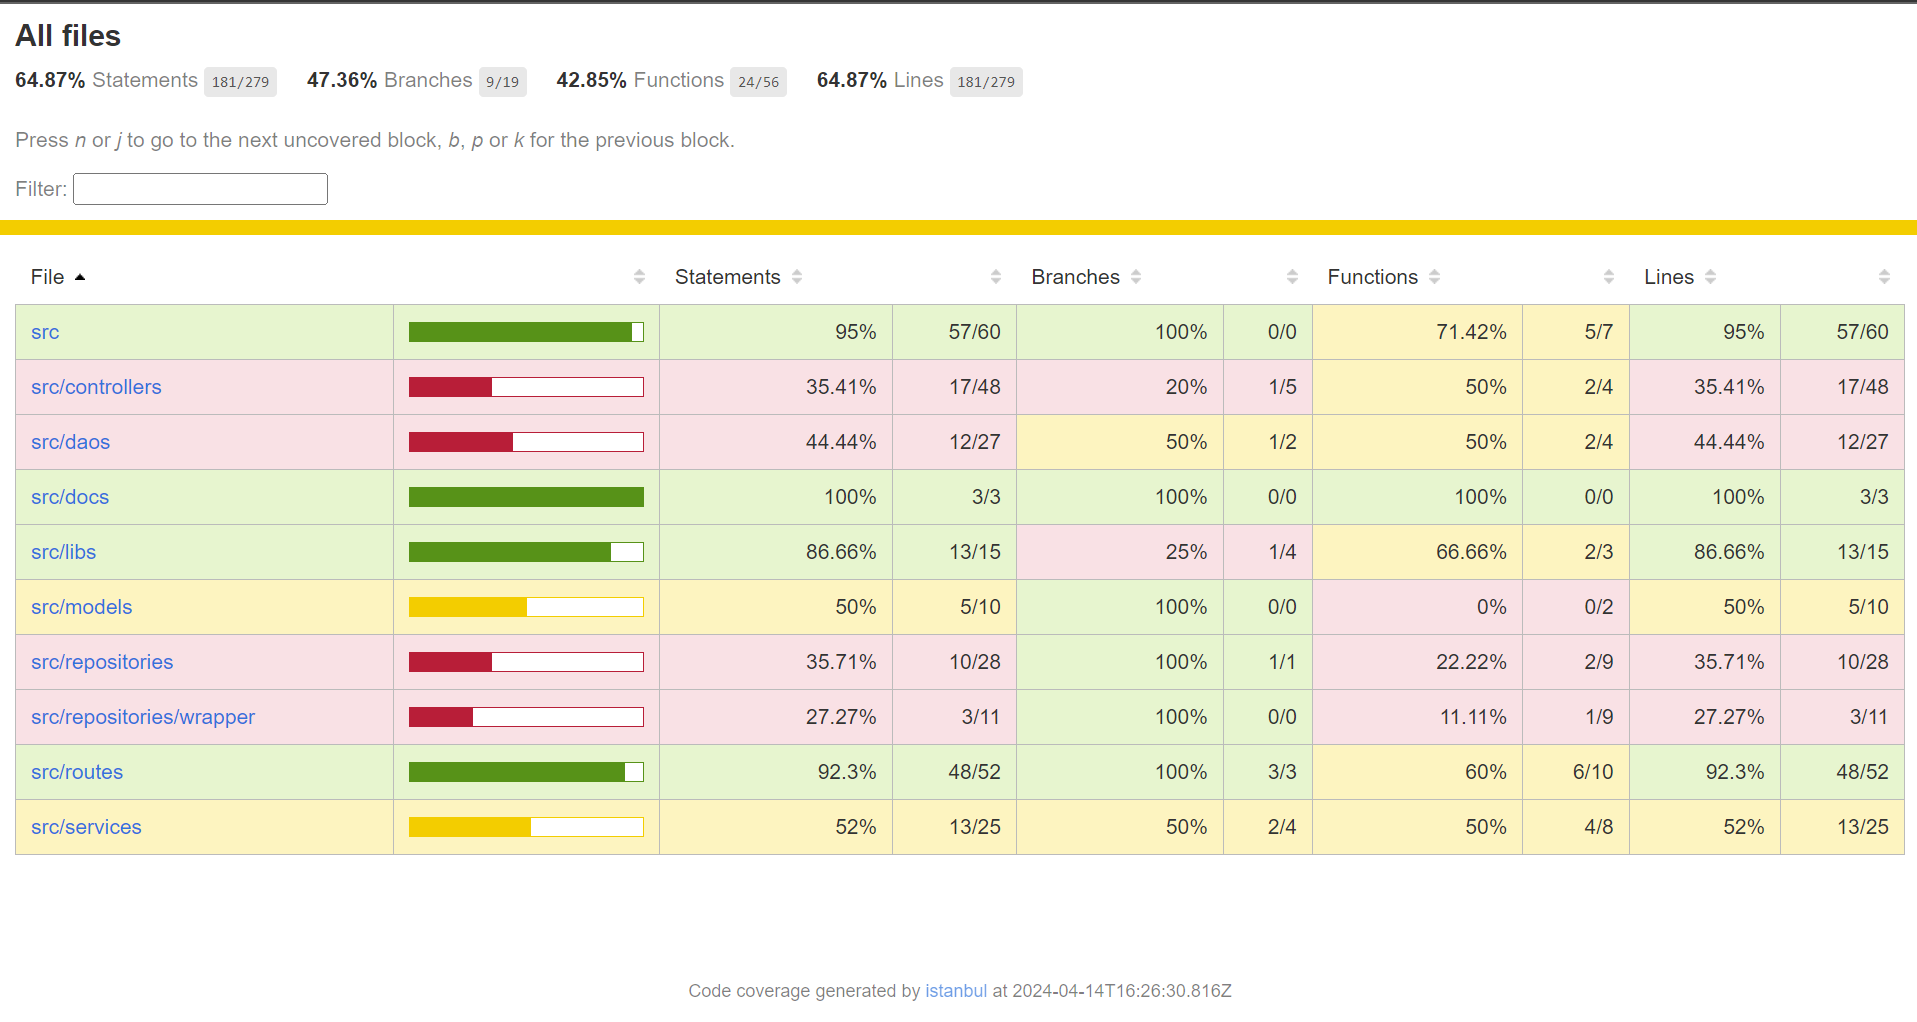 All files
64.87% Statements 181/279 47.36% Branches 9/19 42.85% Functions 24/56 64.87% Lines 181/279
Press n or j to go to the next uncovered block, b, p or k for the previous block.
Filter:
File Statements Branches Functions Lines
src 95% 57/60 100% 0/0 71.42% 5/7 95% 57/60
src/controllers 35.41% 17/48 20% 1/5 50% 2/4 35.41% 17/48
src/daos 44.44% 12/27 50% 1/2 50% 2/4 44.44% 12/27
src/docs 100% 3/3 100% 0/0 100% 0/0 100% 3/3
src/libs 86.66% 13/15 25% 1/4 66.66% 2/3 86.66% 13/15
src/models 50% 5/10 100% 0/0 0% 0/2 50% 5/10
src/repositories 35.71% 10/28 100% 1/1 22.22% 2/9 35.71% 10/28
src/repositories/wrapper 27.27% 3/11 100% 0/0 11.11% 1/9 27.27% 3/11
src/routes 92.3% 48/52 100% 3/3 60% 6/10 92.3% 48/52
src/services 52% 13/25 50% 2/4 50% 4/8 52% 13/25
Code coverage generated by istanbul at 2024-04-14T16:26:30.816Z